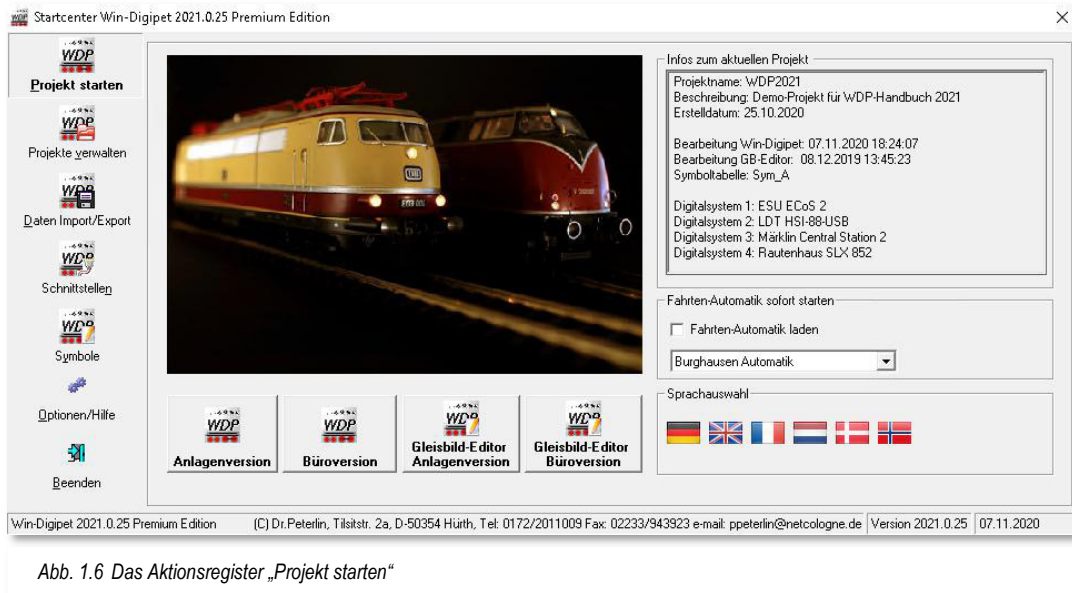 Startcenter Win-Digipet 2021.0.25 Premium Edition
WDP
Projekt starten
WDP
Projekte verwalten
WDP
Daten Import/Export
WDP
Schnittstellen
WDP
Symbole
Optionen/Hilfe
Beenden
E103 001
Infos zum aktuellen Projekt
Projektname: WDP2021
Beschreibung: Demo-Projekt für WDP-Handbuch 2021
Erstelldatum: 25.10.2020
Bearbeitung Win-Digipet: 07.11.2020 18:24:07
Bearbeitung GB-Editor: 08.12.2019 13:45:23
Symboltabelle: Sym_A
Digitalsystem 1: ESU ECoS 2
Digitalsystem 2: LDT HSI-88-USB
Digitalsystem 3: Märklin Central Station 2
Digitalsystem 4: Rautenhaus SLX 852
Fahrten-Automatik sofort starten
Fahrten-Automatik laden
Burghausen Automatik
Sprachauswahl
WDP
Anlagenversion
WDP
Büroversion
WDP
Gleisbild-Editor
Anlagenversion
WDP
Gleisbild-Editor
Büroversion
Win-Digipet 2021.0.25 Premium Edition (C) Dr.Peterlin, Tilsitstr. 2a, D-50354 Hürth, Tel: 0172/2011009 Fax: 02233/943923 e-mail: ppeterlin@netcologne.de Version 2021.0.25 07.11.2020
Abb. 1.6 Das Aktionsregister „Projekt starten“